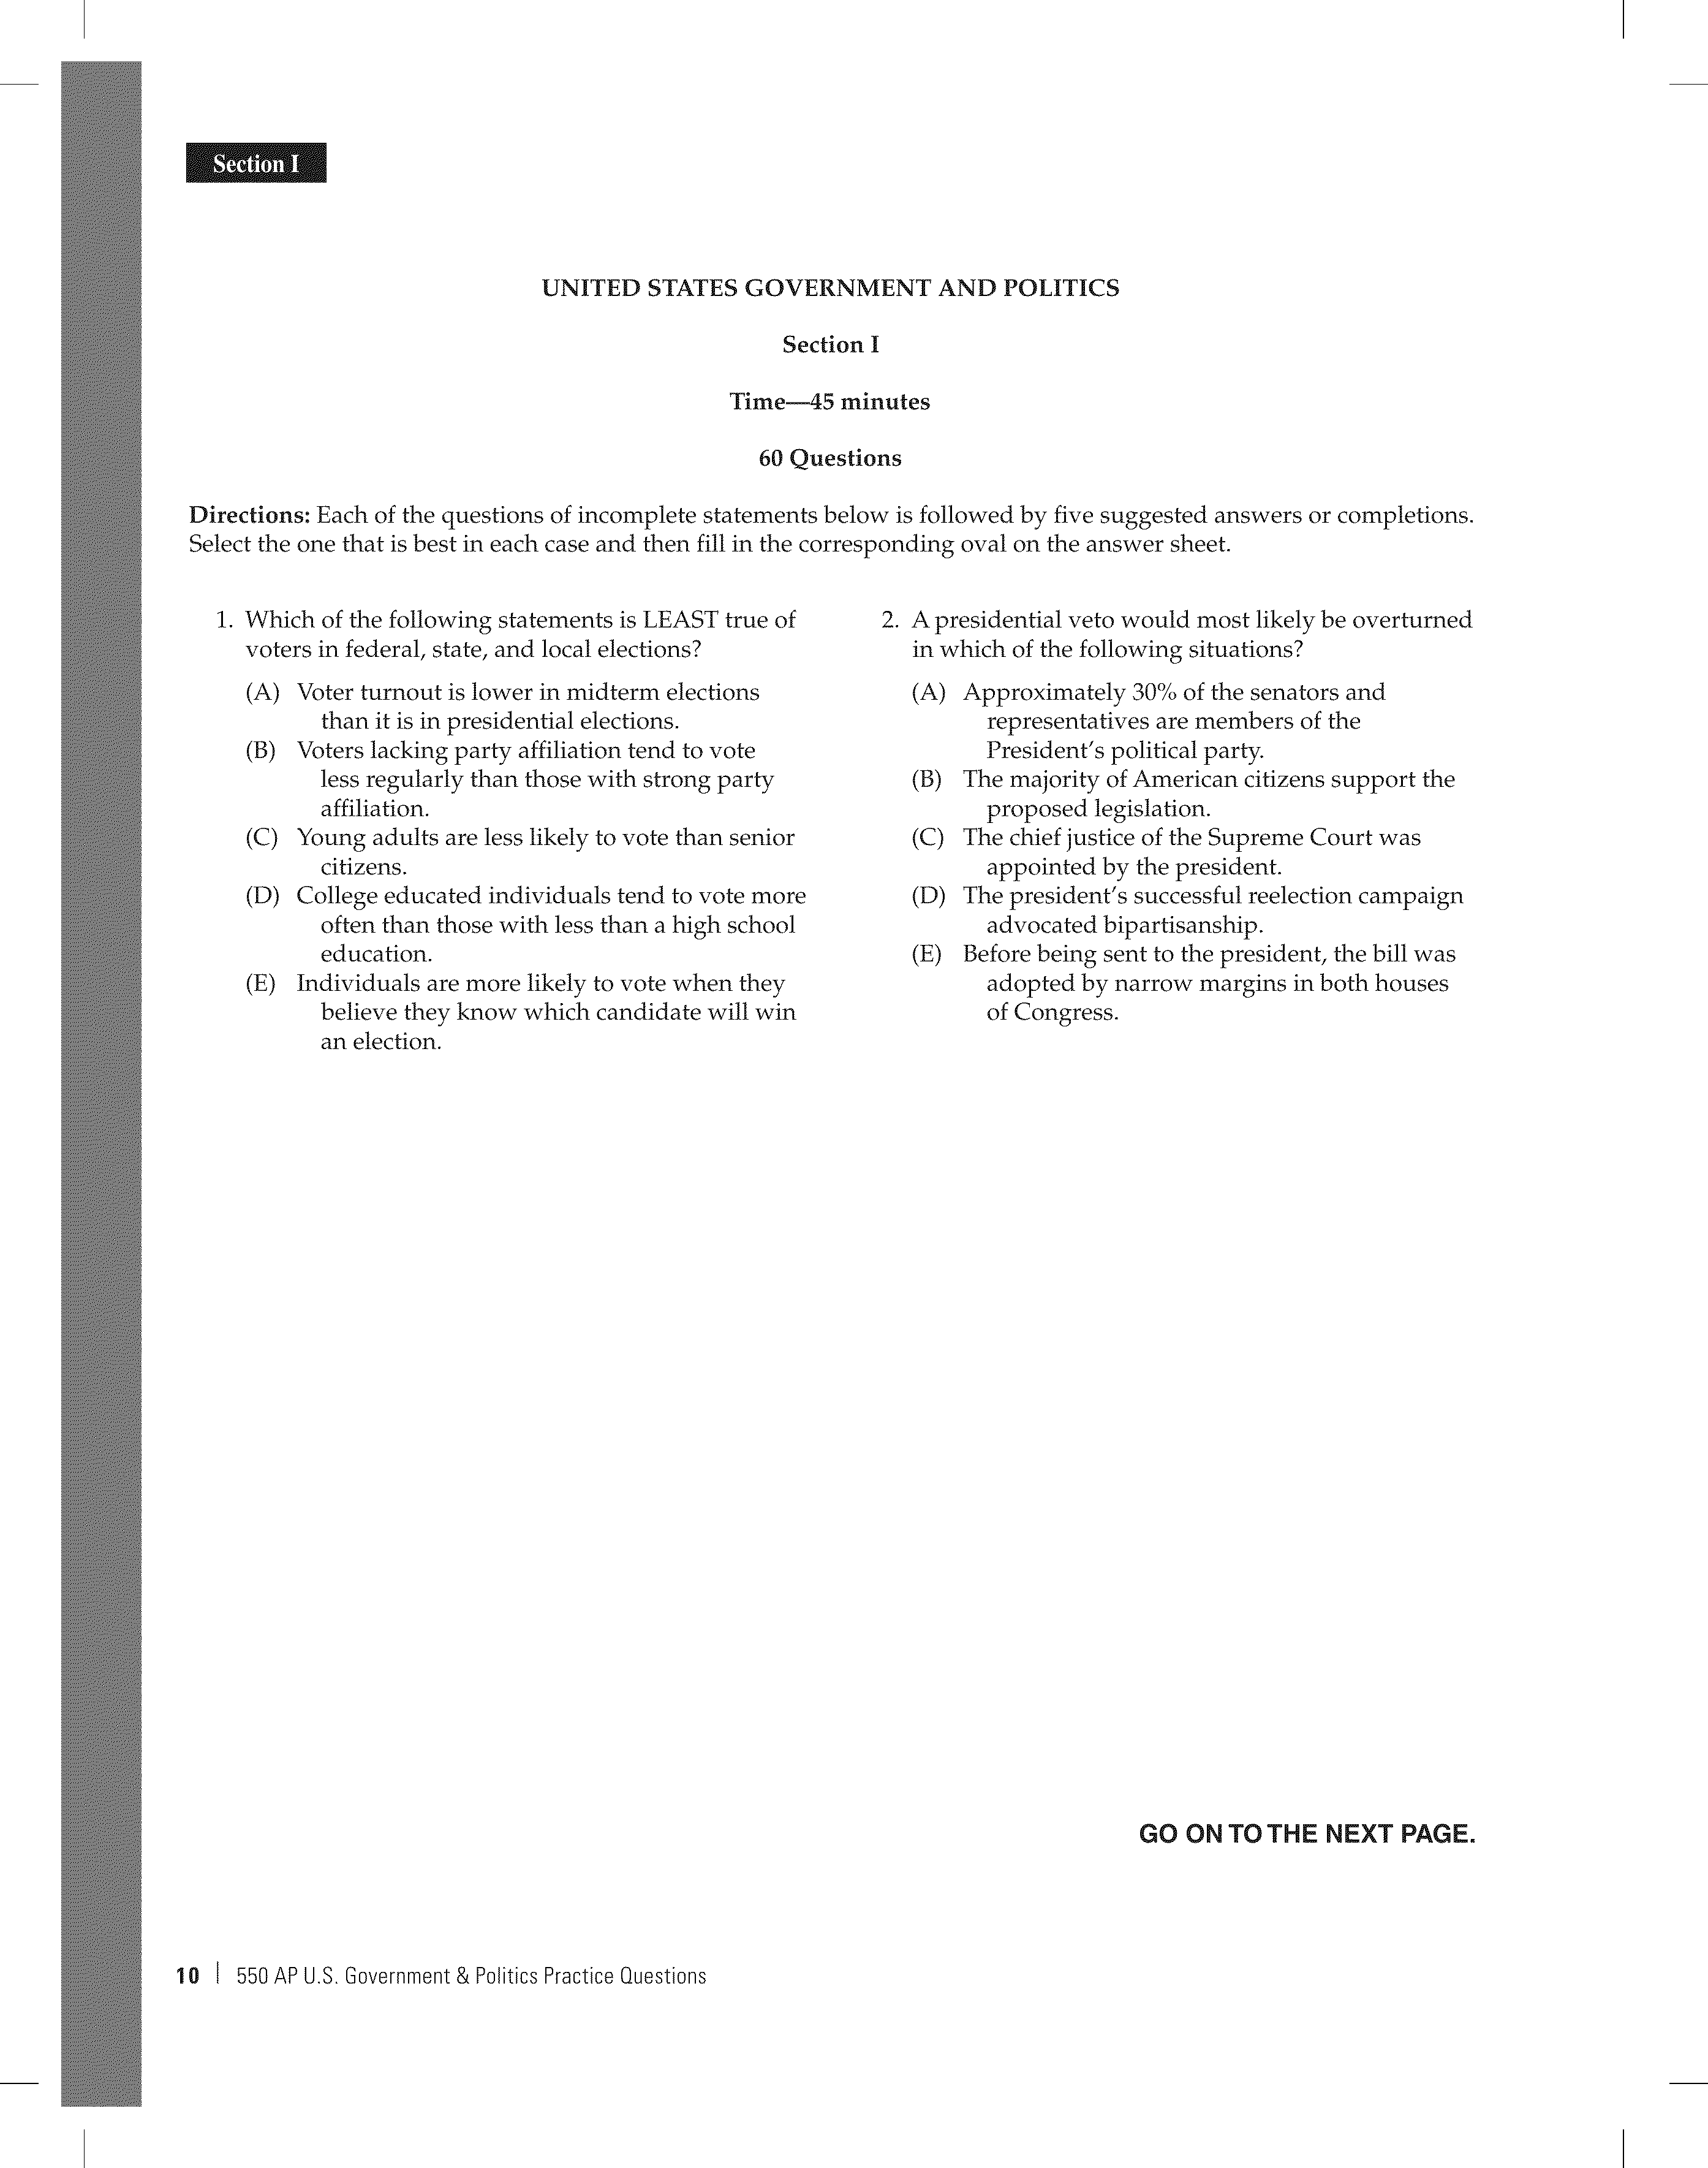 Section I
UNITED STATES GOVERNMENT AND POLITICS
Section I
Time—45 minutes
60 Questions
Directions: Each of the questions of incomplete statements below is followed by five suggested answers or completions.
Select the one that is best in each case and then fill in the corresponding oval on the answer sheet.
1. Which of the following statements is LEAST true of
voters in federal, state, and local elections?
(A) Voter turnout is lower in midterm elections
than it is in presidential elections.
(B) Voters lacking party affiliation tend to vote
less regularly than those with strong party
affiliation.
(C) Young adults are less likely to vote than senior
citizens.
(D) College educated individuals tend to vote more
often than those with less than a high school
education.
(E) Individuals are more likely to vote when they
believe they know which candidate will win
an election.
2. A presidential veto would most likely be overturned
in which of the following situations?
(A) Approximately 30% of the senators and
representatives are members of the
President's political party.
(B) The majority of American citizens support the
proposed legislation.
(C) The chief justice of the Supreme Court was
appointed by the president.
(D) The president's successful reelection campaign
advocated bipartisanship.
(E) Before being sent to the president, the bill was
adopted by narrow margins in both houses
of Congress.
GO ON TO THE NEXT PAGE.
10 | 550 AP U.S. Government & Politics Practice Questions